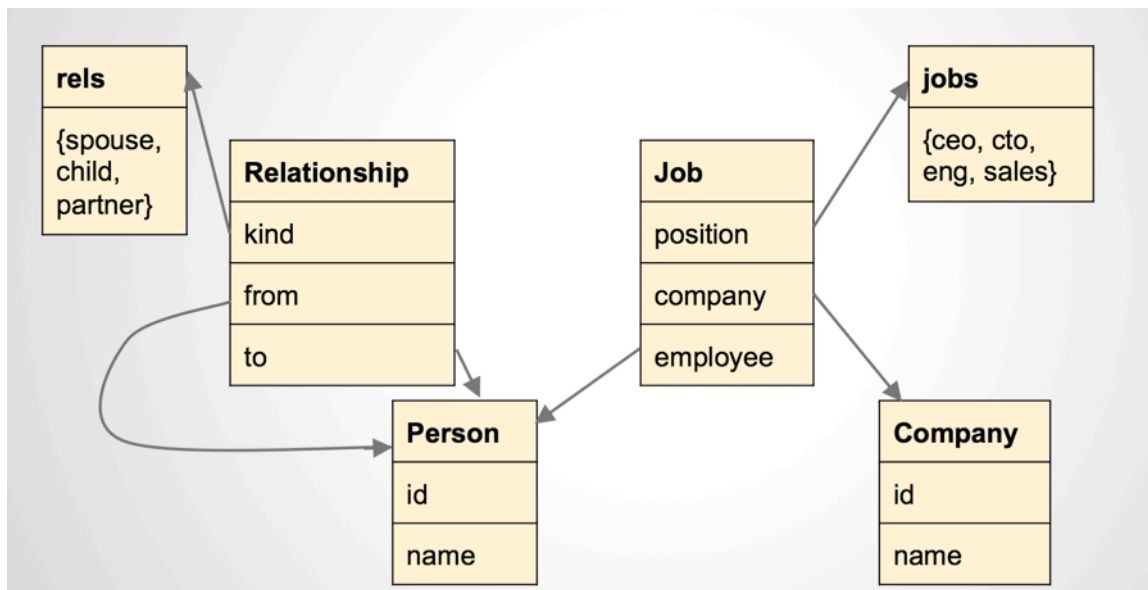 rels
{spouse,
child,
partner}
Relationship
kind
from
to
Job
position
company
employee
jobs
{ceo, cto,
eng, sales}
Person
id
name
Company
id
name